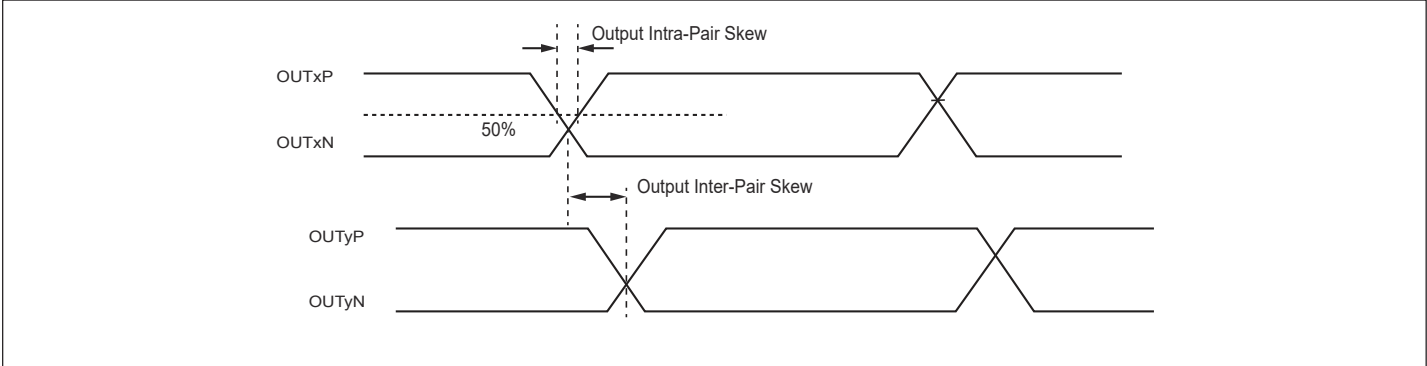 Output Intra-Pair Skew
OUTxP
50%
OUTxN
Output Inter-Pair Skew
OUTyP
OUTyN